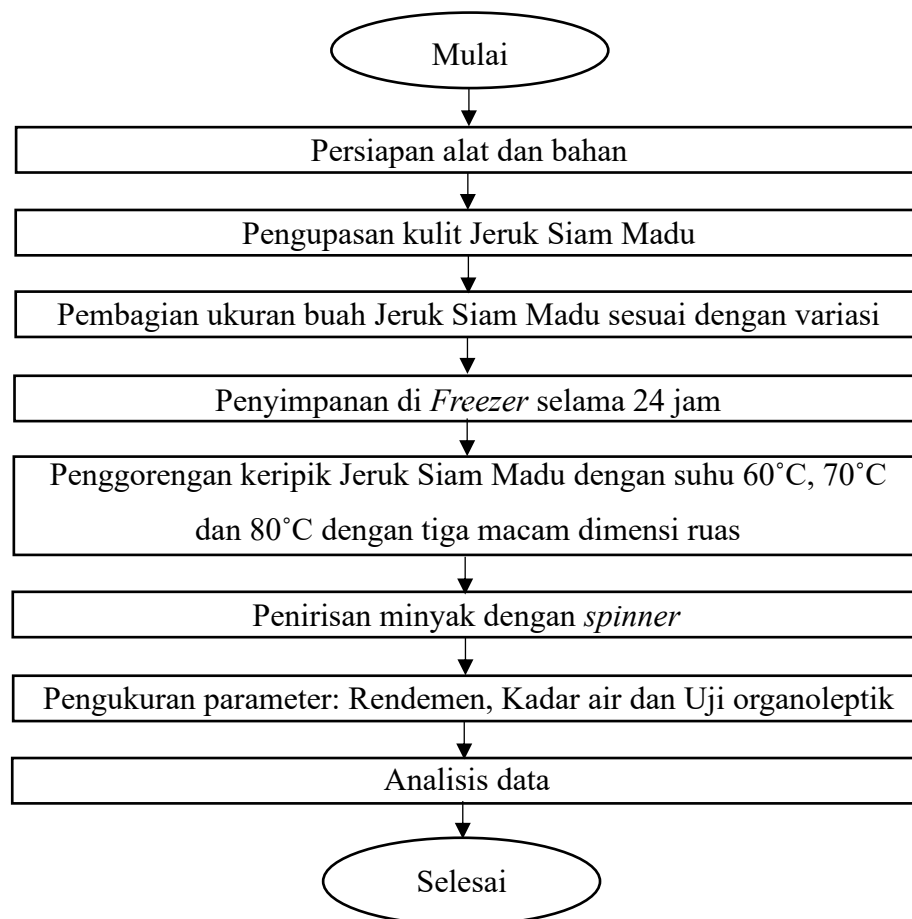 Mulai
Persiapan alat dan bahan
Pengupasan kulit Jeruk Siam Madu
Pembagian ukuran buah Jeruk Siam Madu sesuai dengan variasi
Penyimpanan di Freezer selama 24 jam
Penggorengan keripik Jeruk Siam Madu dengan suhu 60˚C, 70˚C
dan 80˚C dengan tiga macam dimensi ruas
Penirisan minyak dengan spinner
Pengukuran parameter: Rendemen, Kadar air dan Uji organoleptik
Analisis data
Selesai